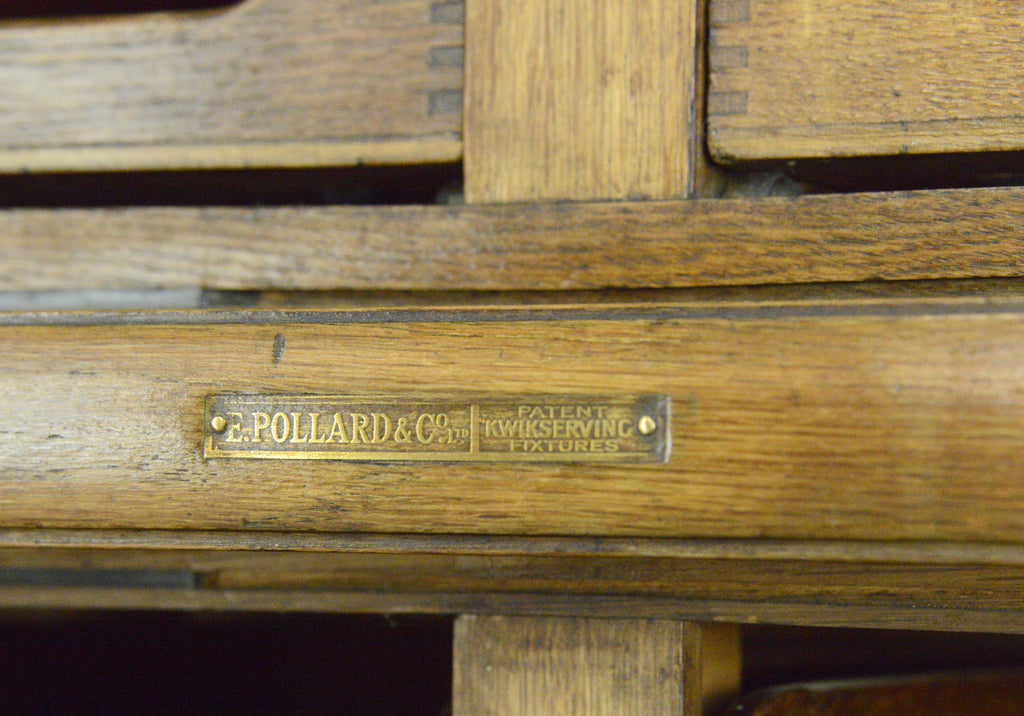 E. POLLARD & CO. LTD
PATENT
KWIKSERVING
FIXTURES